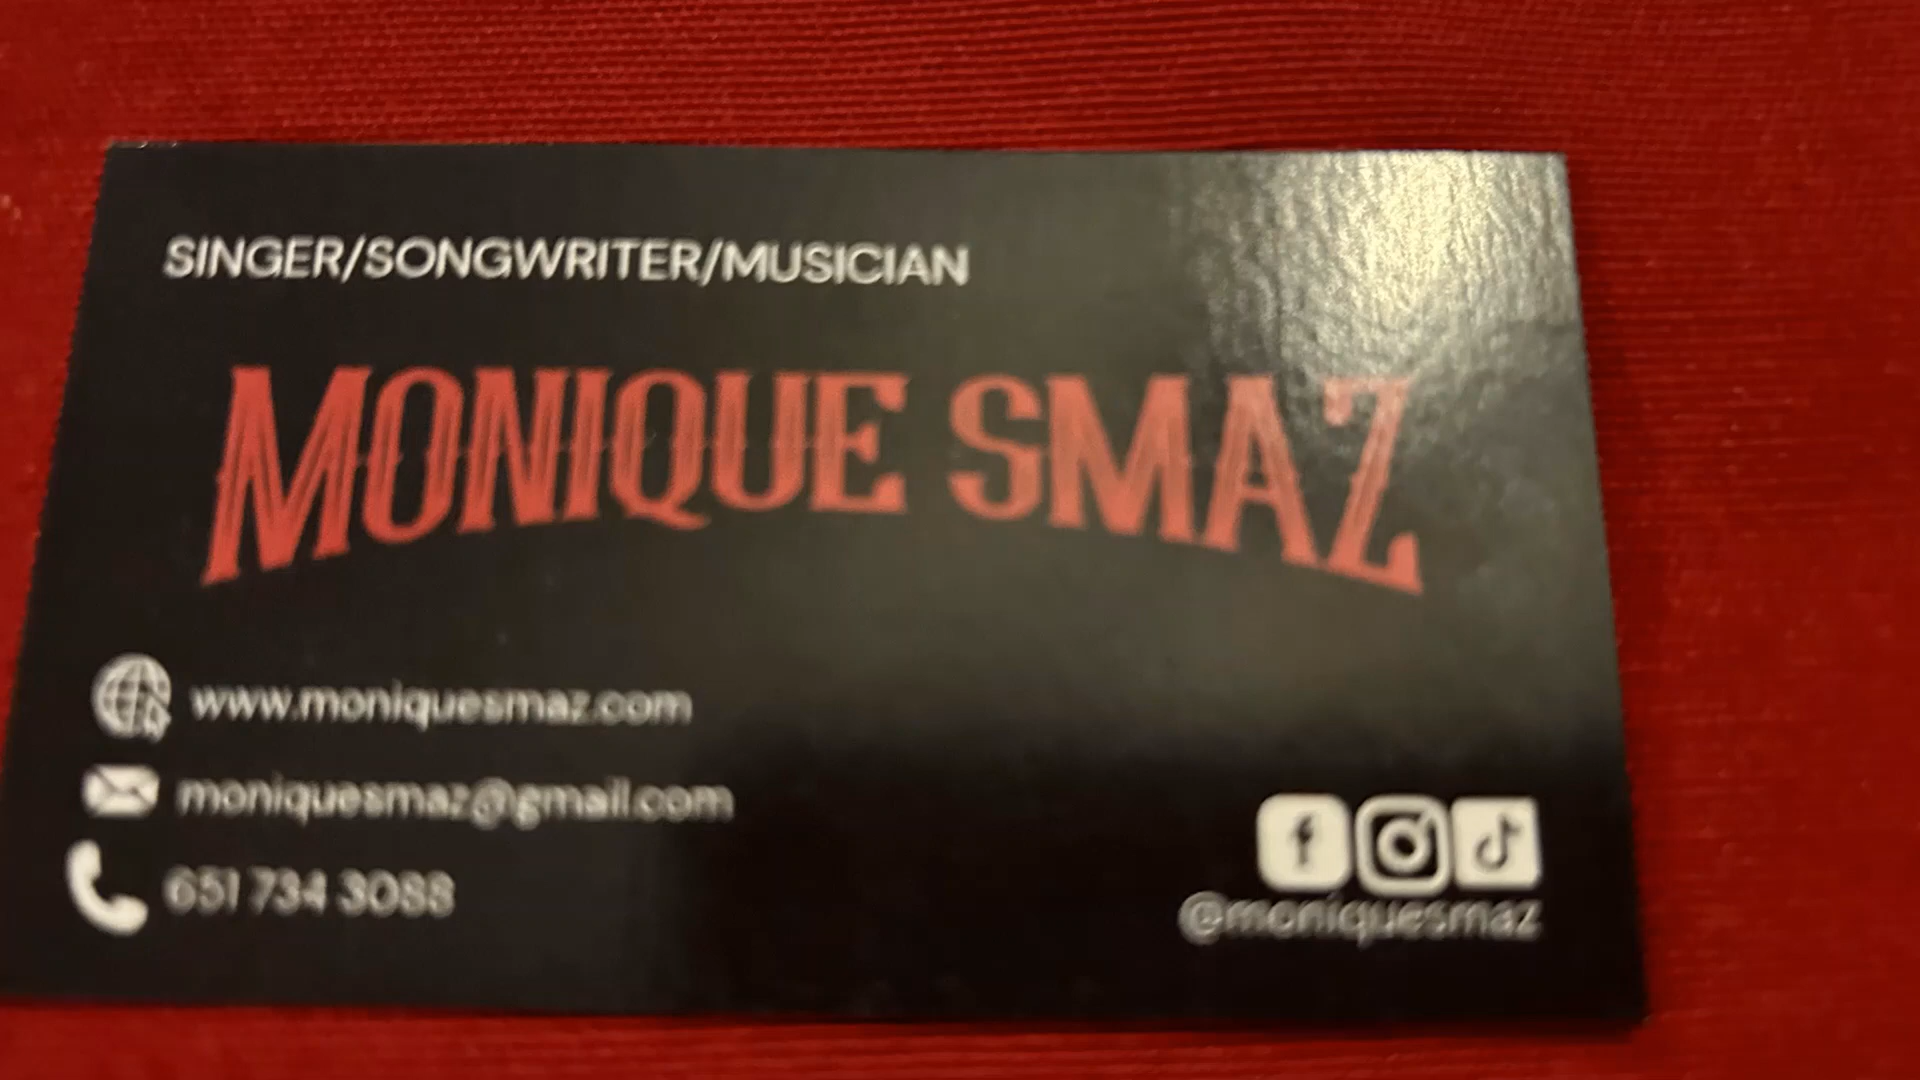 SINGER/SONGWRITER/MUSICIAN
MONIQUE SMAZ
www.moniquesmaz.com
moniquesmaz@gmail.com
651 734 3088
@moniquesmaz